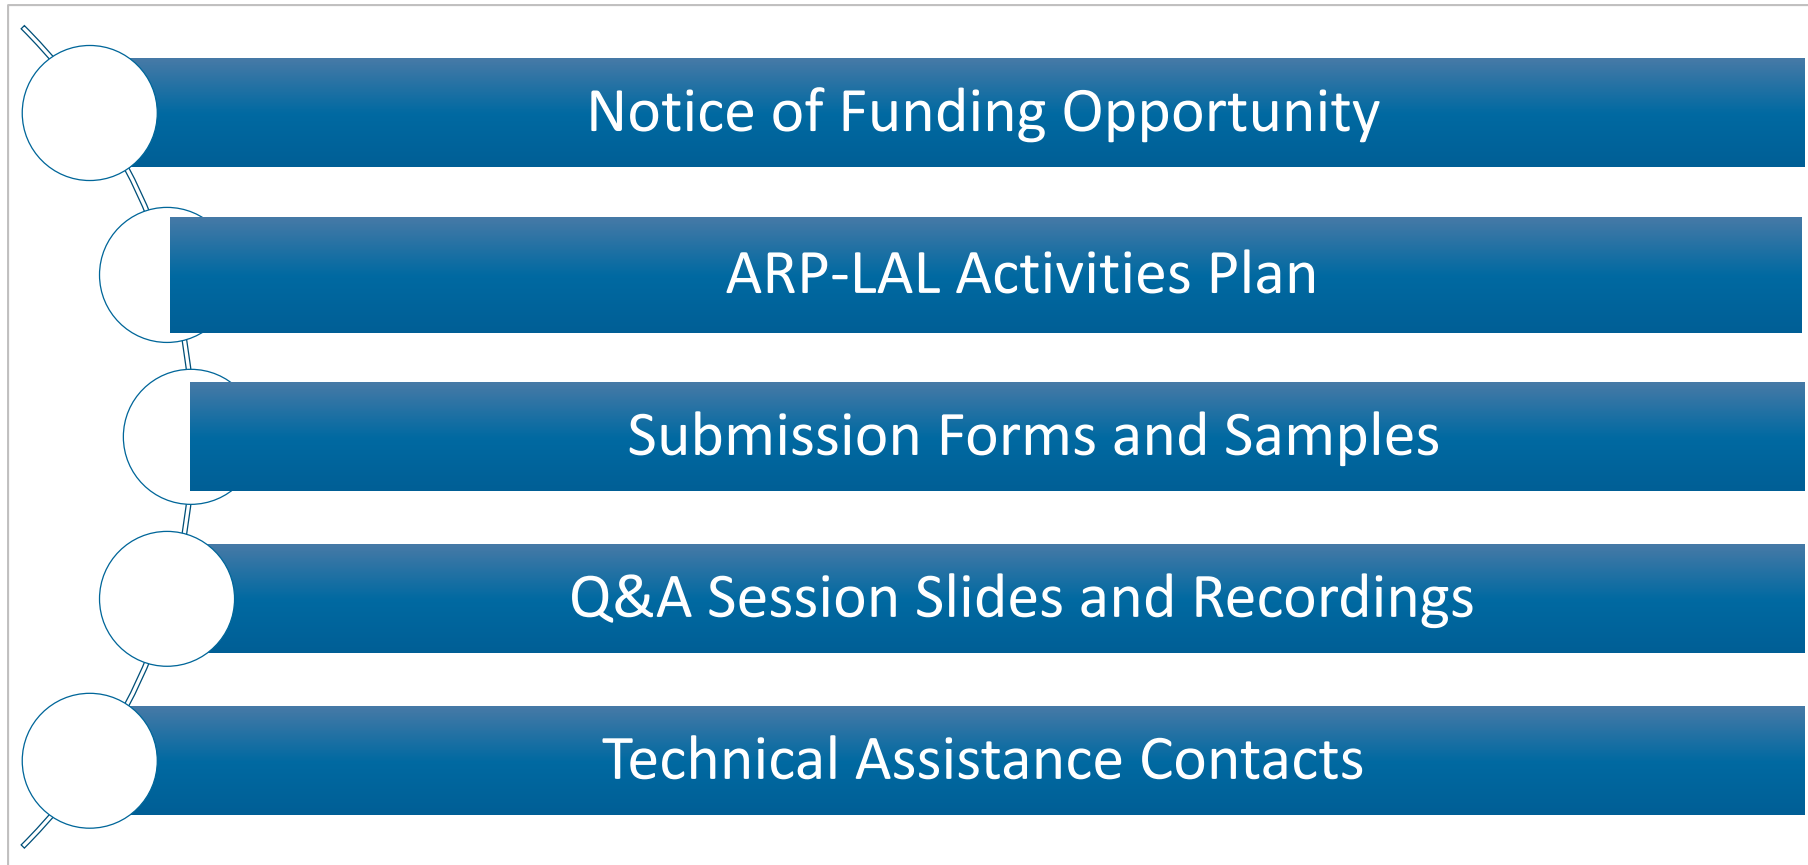 Notice of Funding Opportunity
ARP-LAL Activities Plan
Submission Forms and Samples
Q&A Session Slides and Recordings
Technical Assistance Contacts